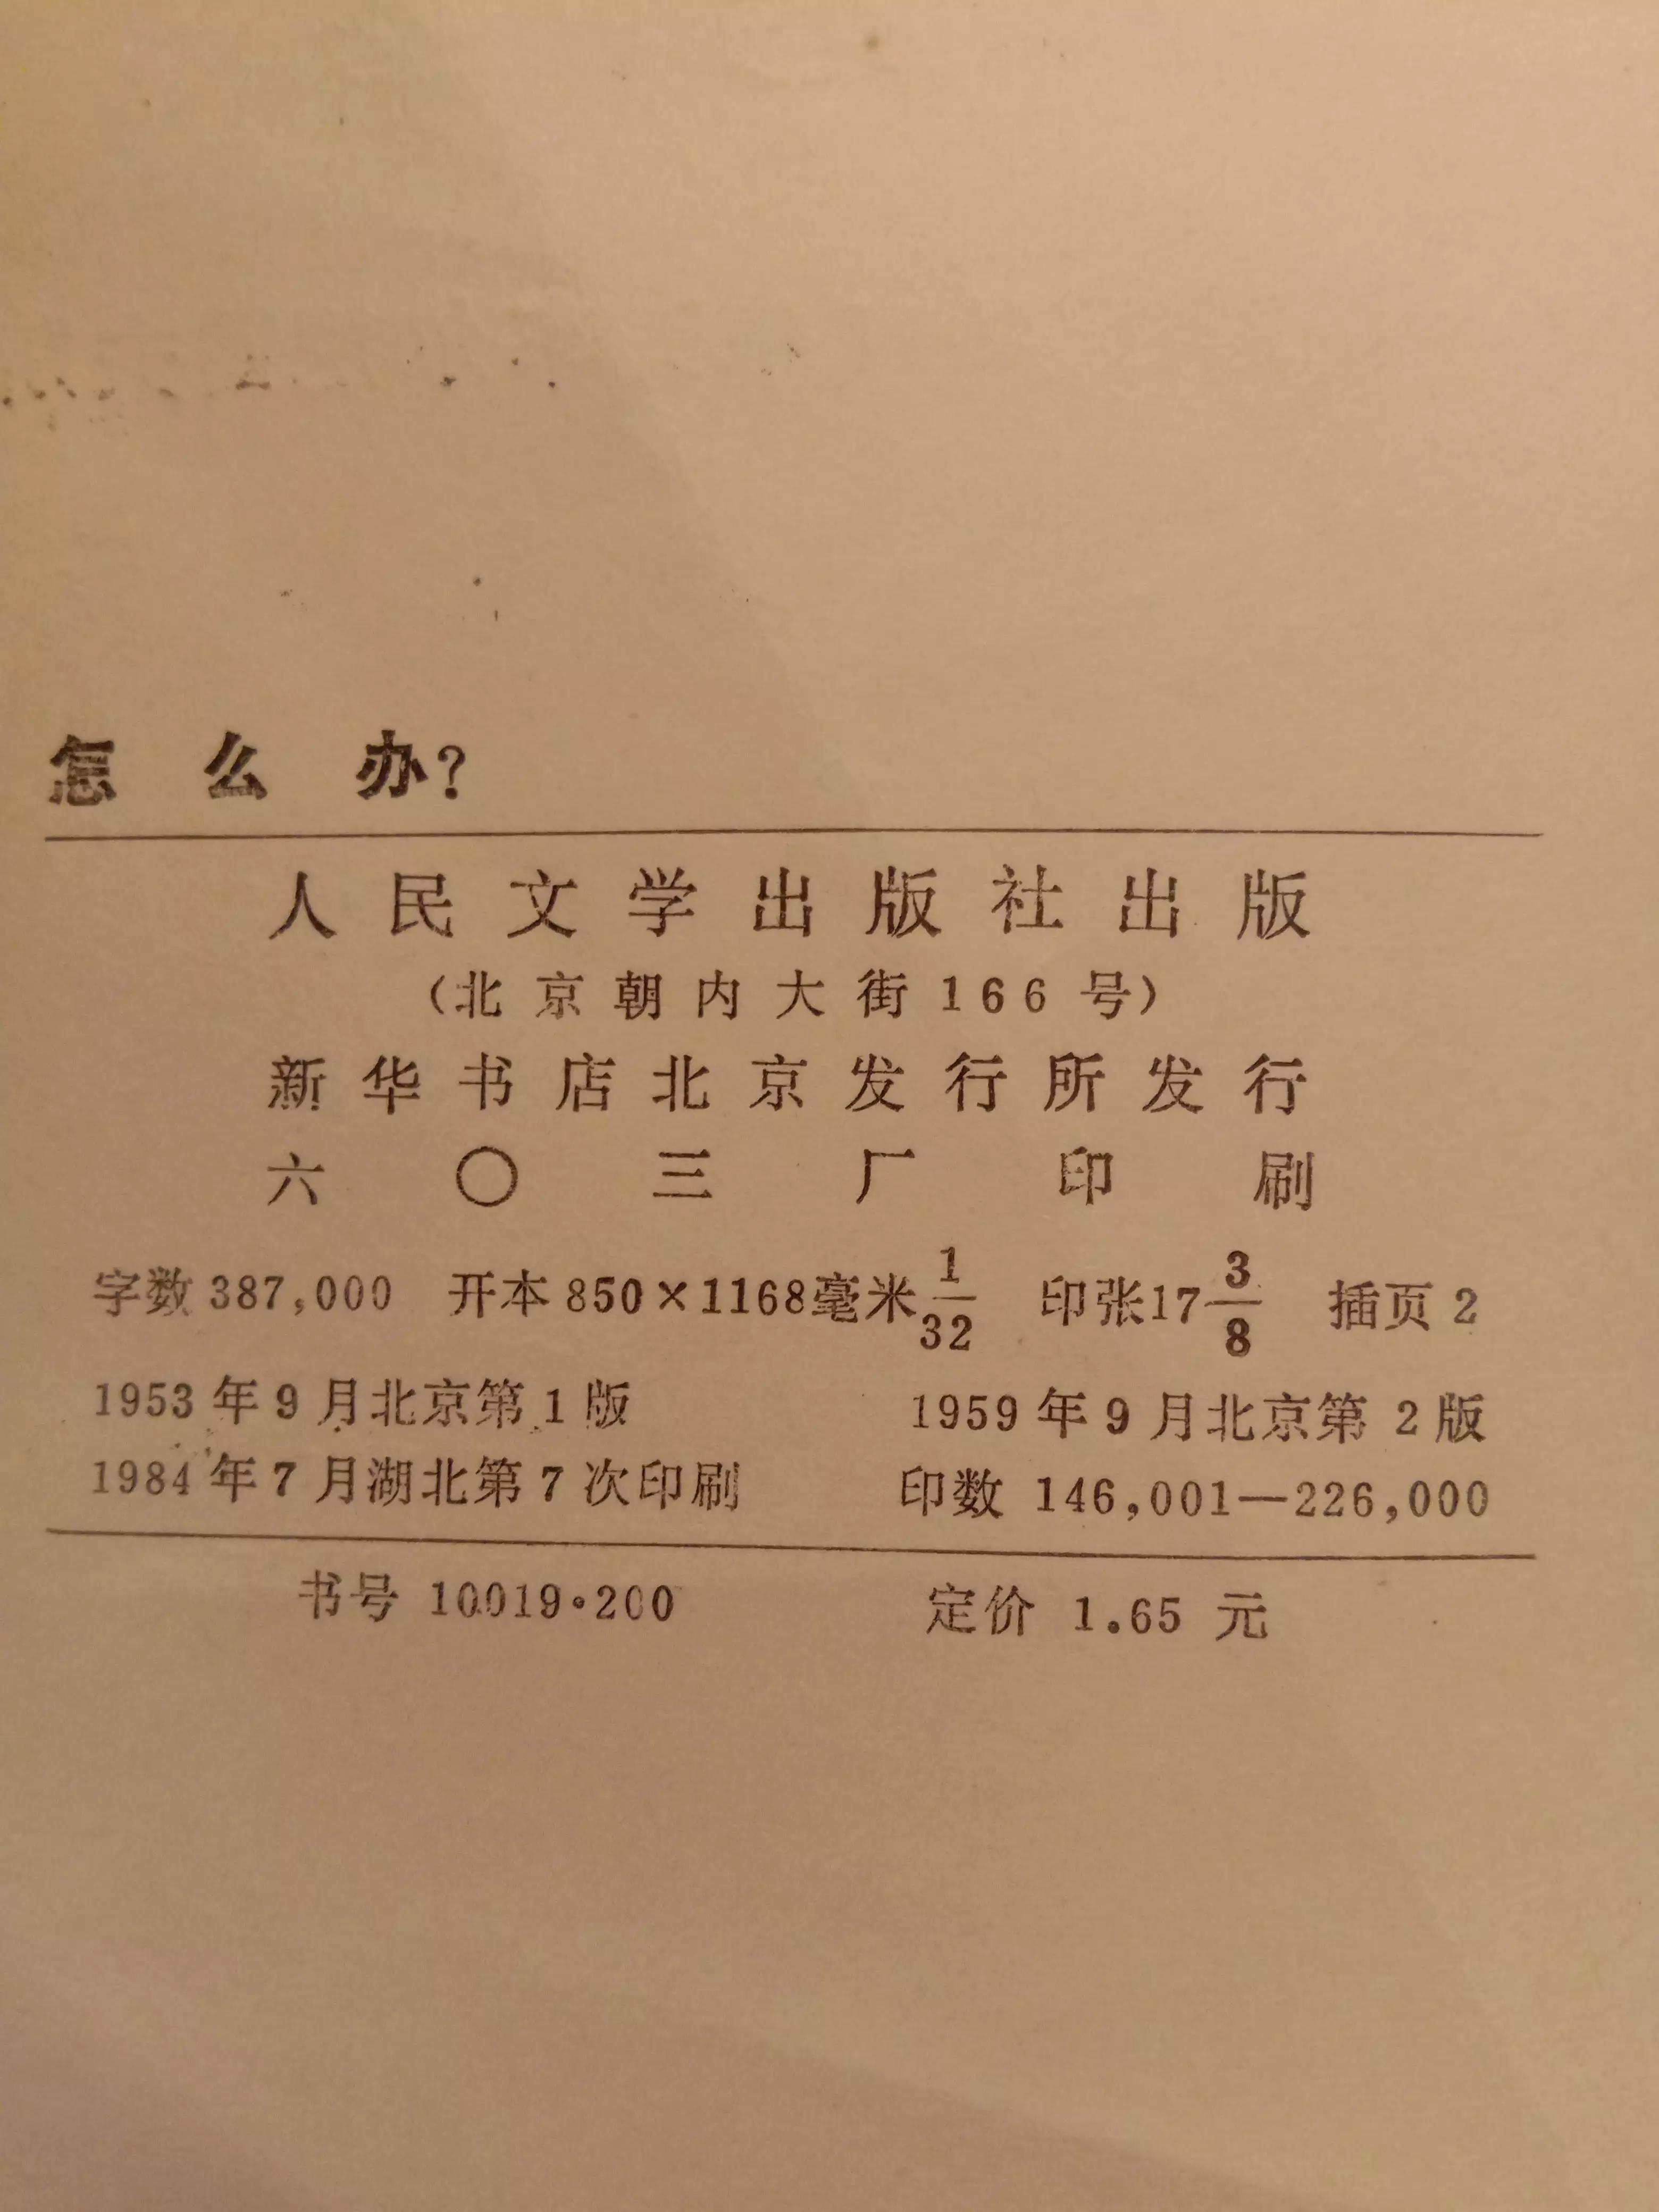 怎么办?
人民文学出版社出版
(北京朝内大街166号)
新华书店北京发行所发行
六〇三厂印刷
字数 387,000 开本 850×1168毫米 1/32 印张17 3/8 插页 2
1953 年 9 月北京第 1 版 1959 年 9 月北京第 2 版
1984 年 7 月湖北第 7 次印刷 印数 146,001—226,000
书号 10019·200 定价 1.65 元